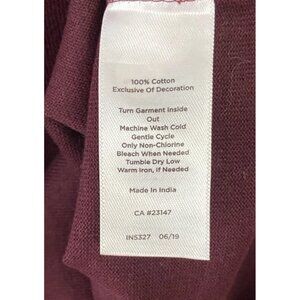 100% Cotton
Exclusive Of Decoration
Turn Garment Inside
Out
Machine Wash Cold
Gentle Cycle
Only Non-Chlorine
Bleach When Needed
Tumble Dry Low
Warm Iron, if Needed
Made In India
CA #23147
INS327 06/19